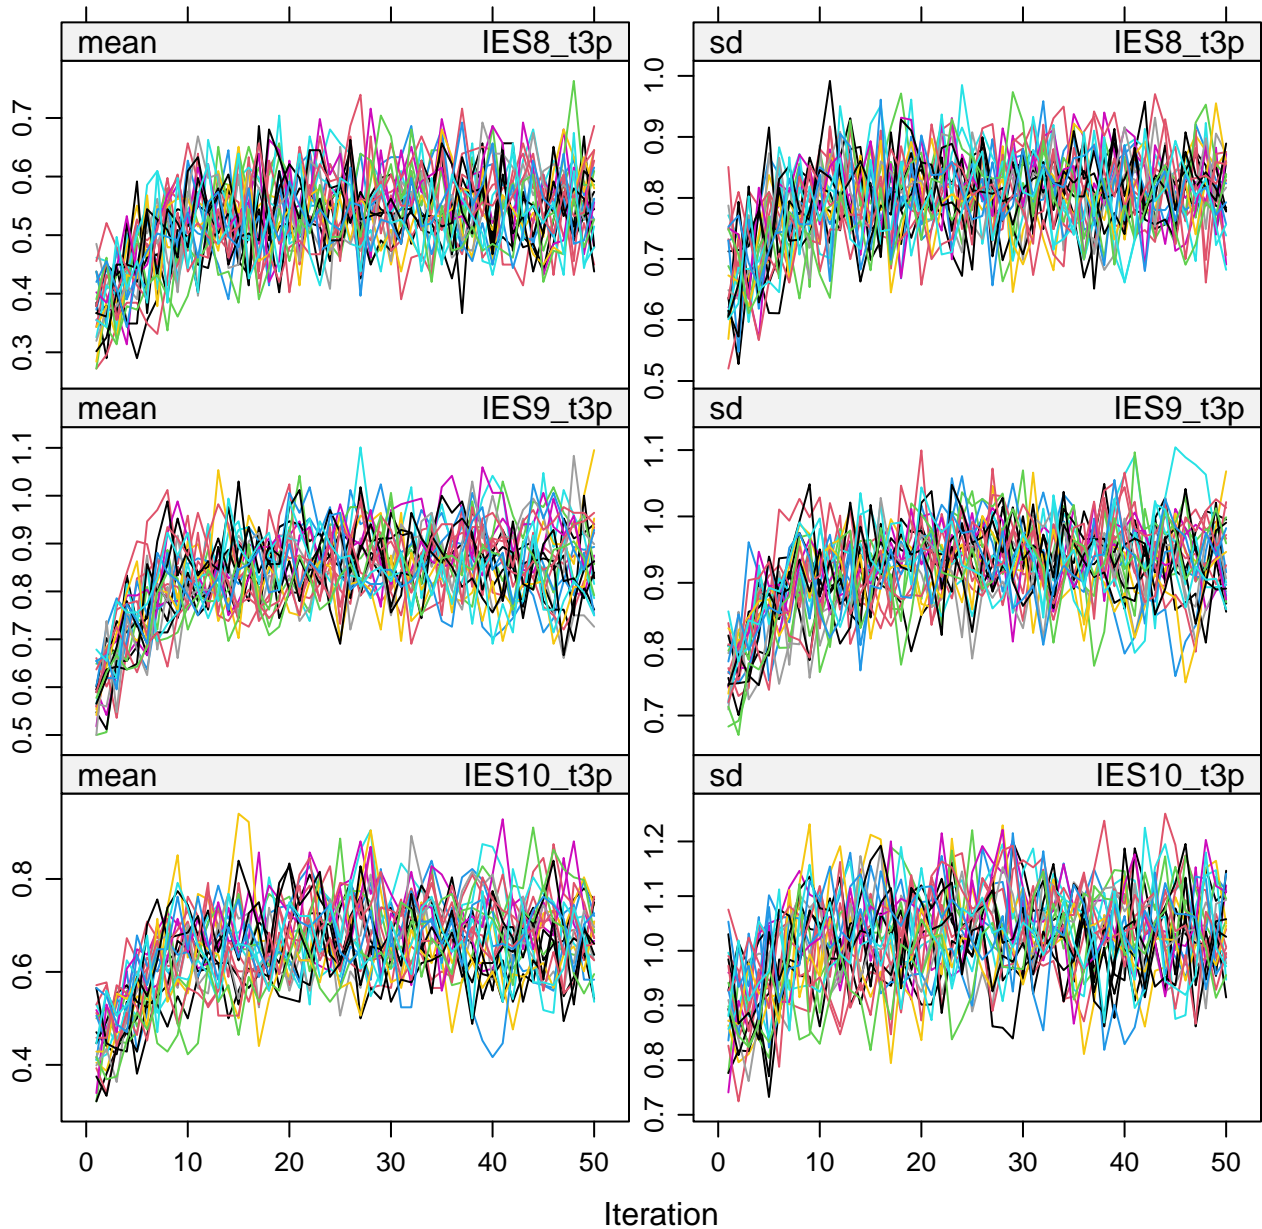 mean IES8_t3p sd IES8_t3p
0.3 0.4 0.5 0.6 0.7
0.5 0.6 0.7 0.8 0.9 1.0
mean IES9_t3p sd IES9_t3p
0.5 0.6 0.7 0.8 0.9 1.0 1.1
0.7 0.8 0.9 1.0 1.1
mean IES10_t3p sd IES10_t3p
0.4 0.6 0.8
0.7 0.8 0.9 1.0 1.1 1.2
0 10 20 30 40 50 0 10 20 30 40 50
Iteration